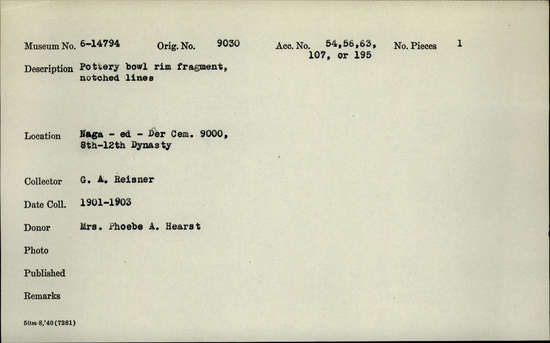 Museum No. 6-14794 Orig. No. 9030 Acc. No. 54,56,63, No. Pieces 1
107, or 195
Description Pottery bowl rim fragment,
notched lines
Location Naga - ed - Der Cem. 9000,
8th-12th Dynasty
Collector G. A. Reisner
Date Coll. 1901-1903
Donor Mrs. Phoebe A. Hearst
Photo
Published
Remarks
50m-8,'40(7281)